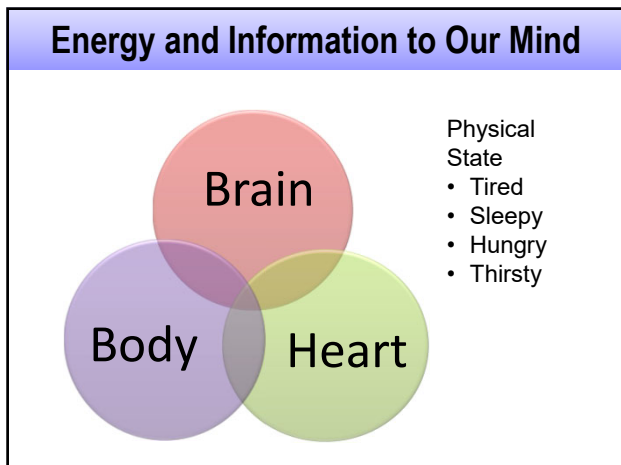 Energy and Information to Our Mind
Brain
Body
Heart
Physical
State
• Tired
• Sleepy
• Hungry
• Thirsty